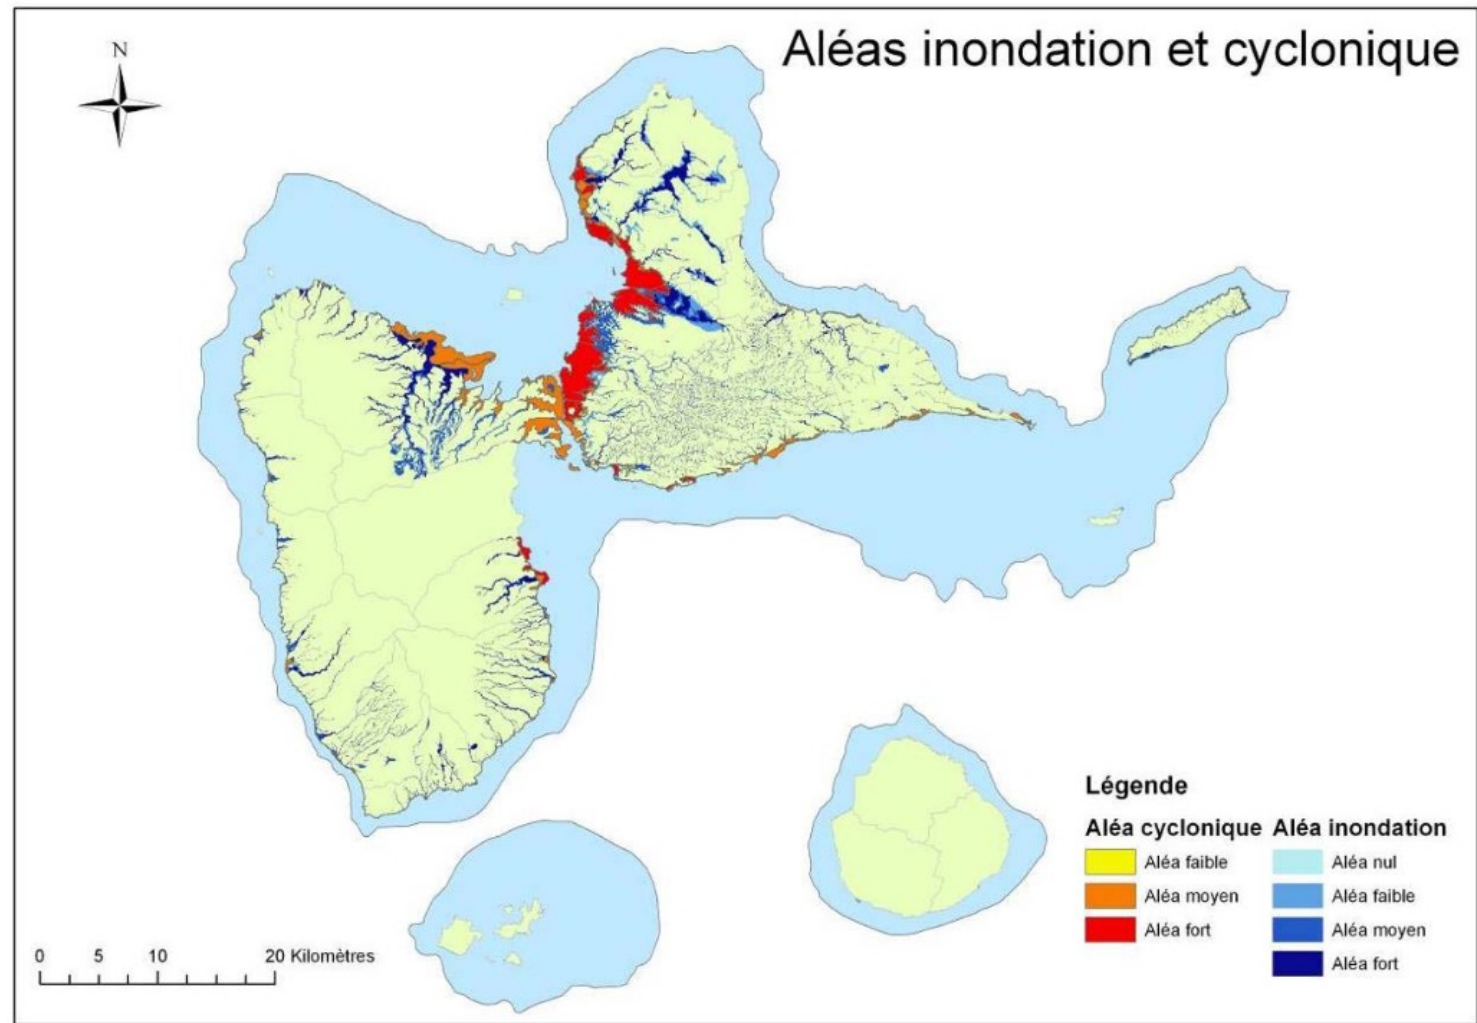 Aléas inondation et cyclonique
N
Légende
Aléa cyclonique Aléa inondation
Aléa faible Aléa nul
Aléa moyen Aléa faible
Aléa fort Aléa moyen
Aléa fort
0 5 10 20 Kilomètres